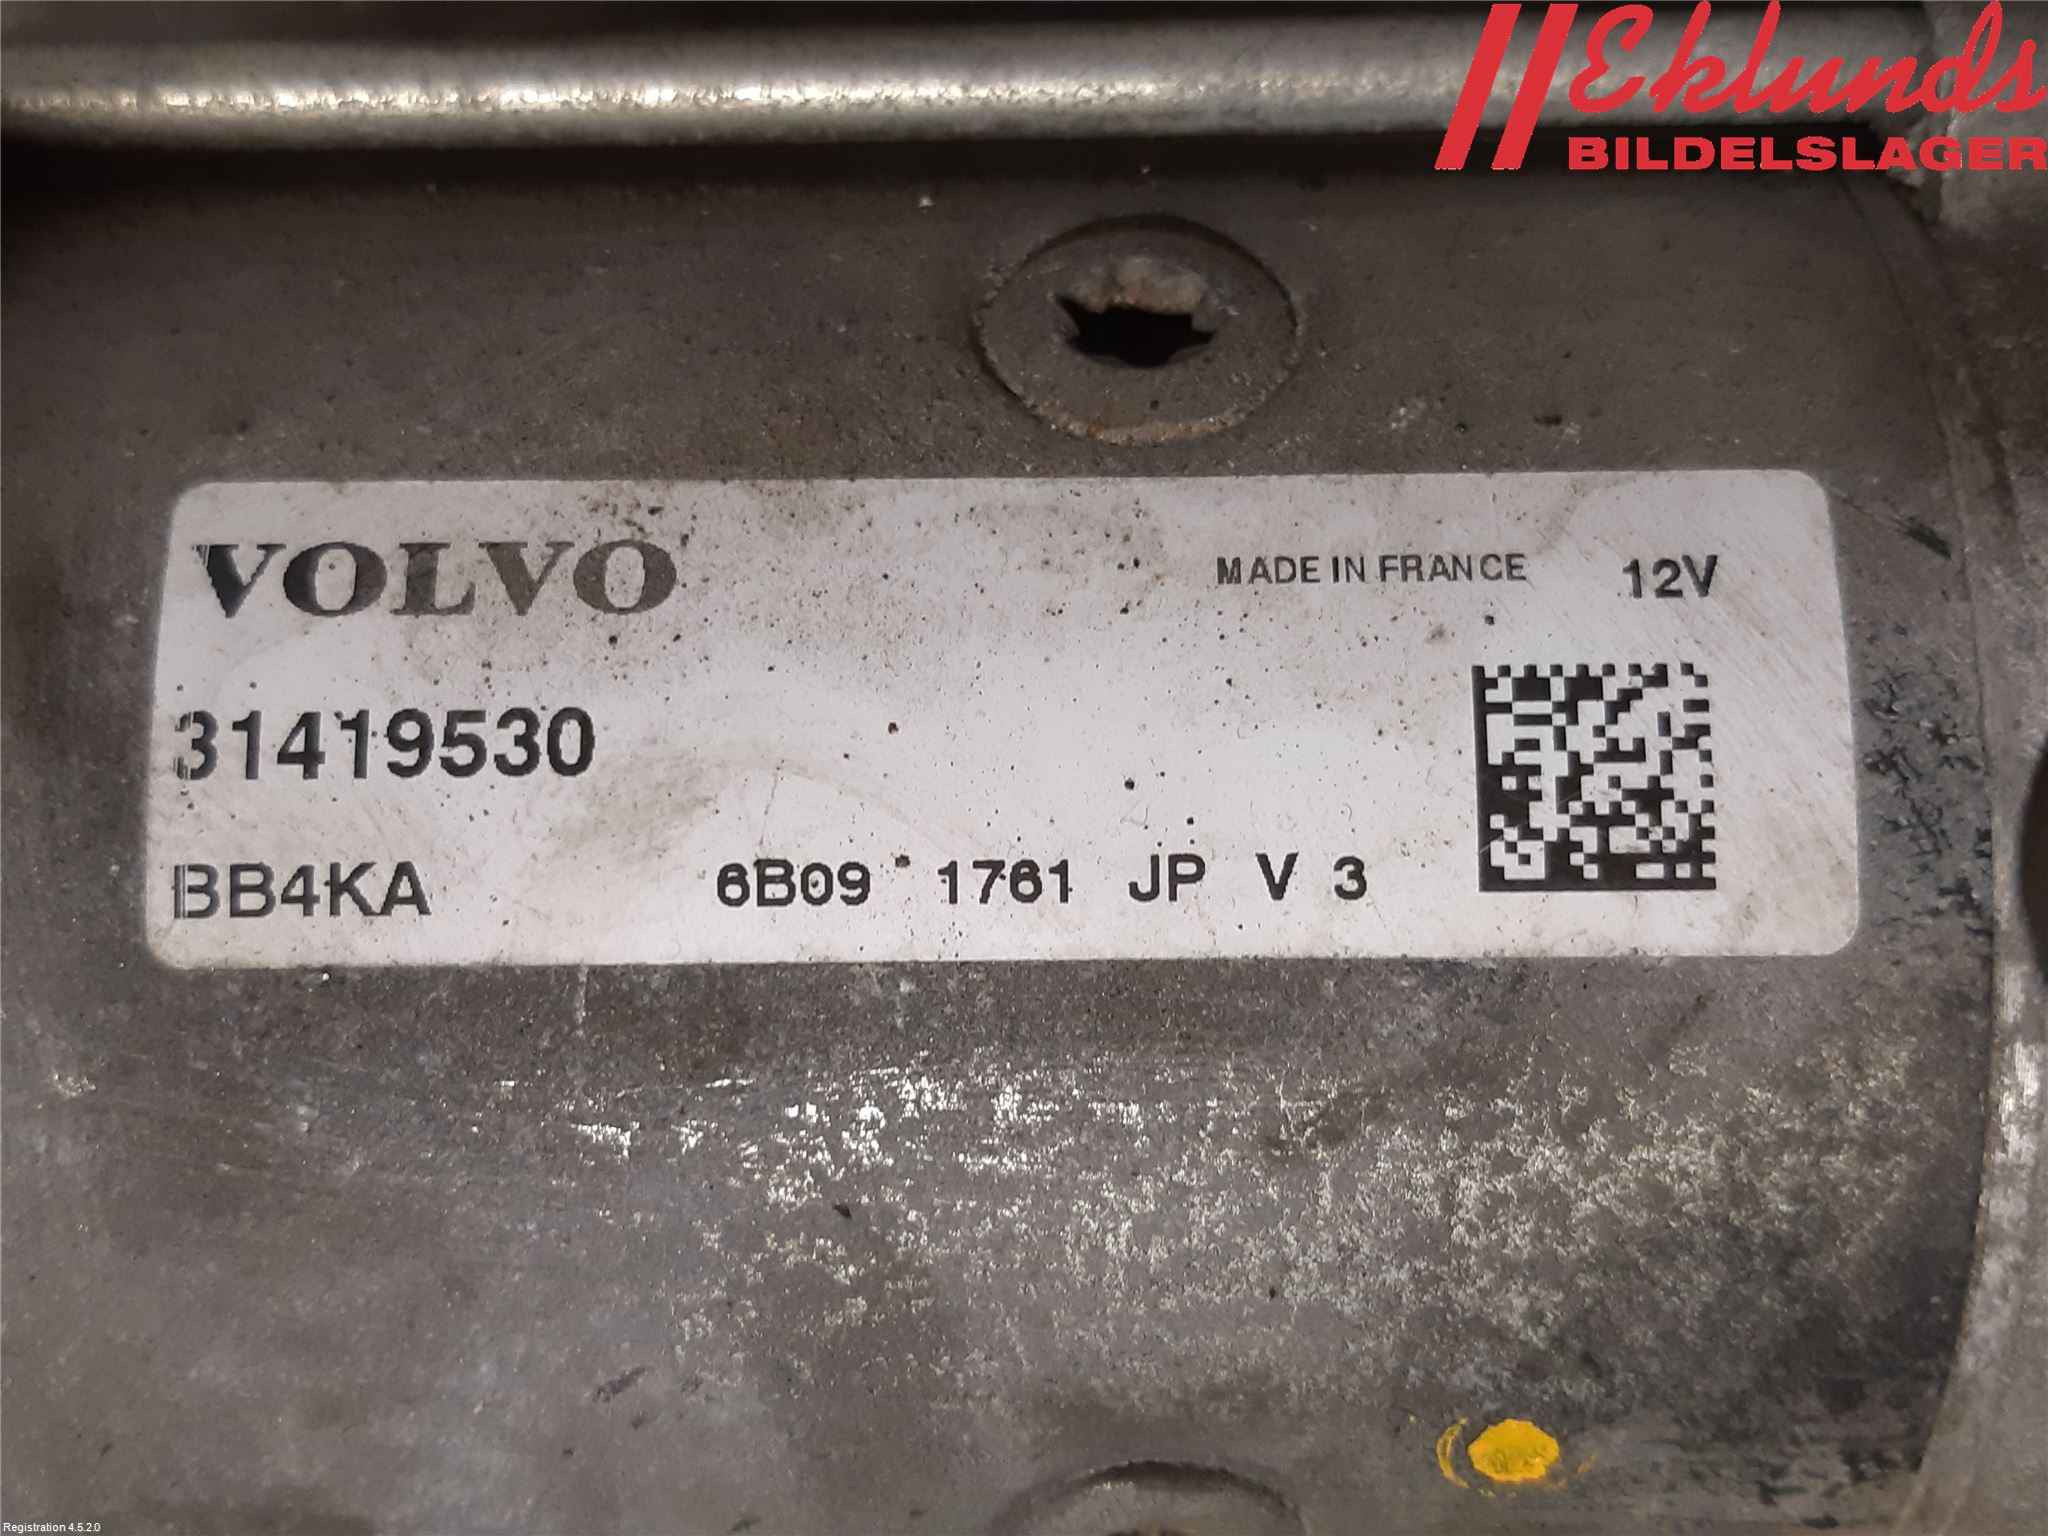 Eklunds
BILDELSLAGER
VOLVO MADE IN FRANCE 12V
31419530
BB4KA 6B09 1761 JP V 3
Registration 4.5.2.0